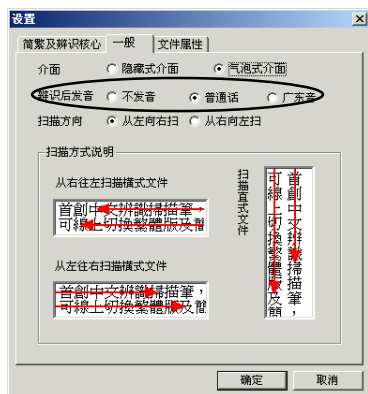 设置
简繁及辨识核心 一般 文件属性
介面 隐藏式介面 汽泡式介面
辨识后发音 不发音 普通话 广东音
扫描方向 从左向右扫 从右向左扫
扫描方式说明
从右往左扫描橫式文件
首創中文辨識掃描筆，
可線上切換繁體版及簡
从左往右扫描橫式文件
首創中文辨識掃描筆，
可線上切換繁體版及簡
扫描直式文件
首創中文辨識掃描筆，
可線上切換繁體版及簡
确定 取消